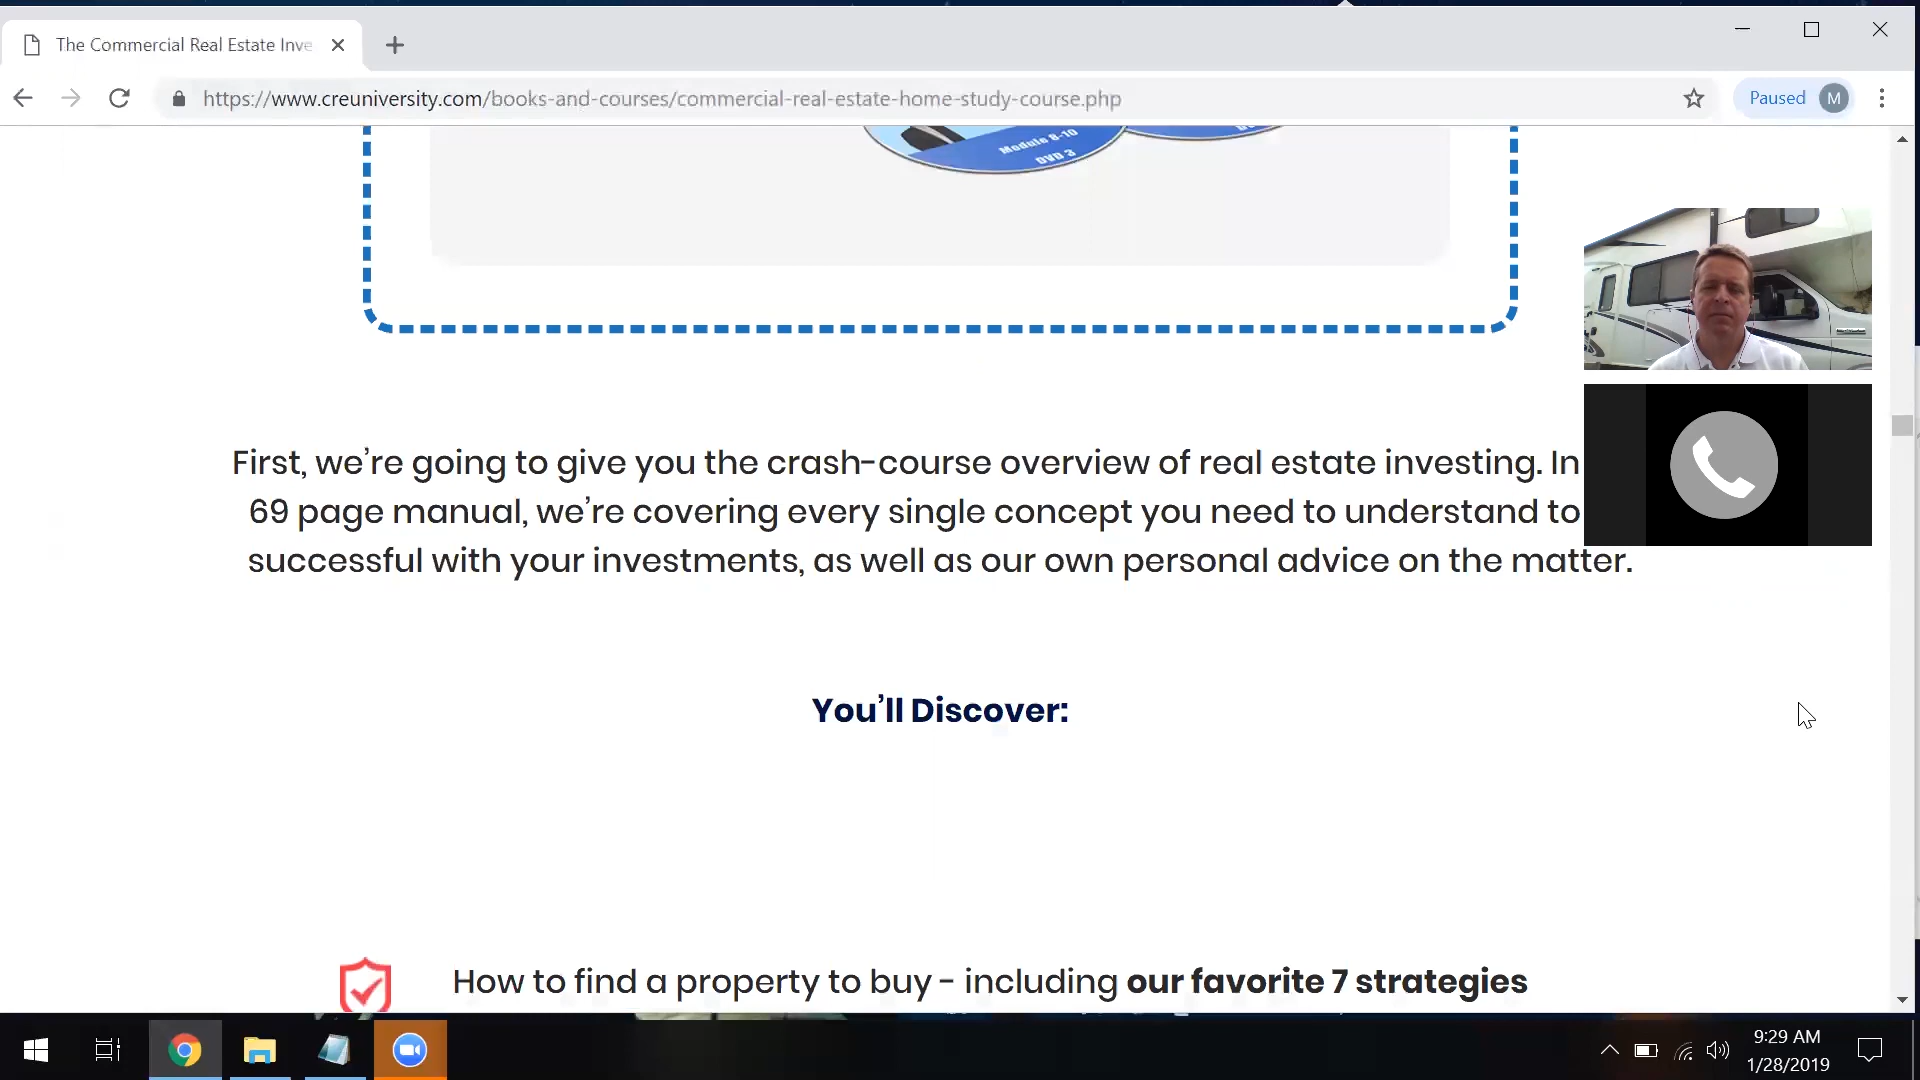 The Commercial Real Estate Inve
https://www.creuniversity.com/books-and-courses/commercial-real-estate-home-study-course.php
Paused M
Module 8-10
DVD 3
First, we’re going to give you the crash-course overview of real estate investing. In
69 page manual, we’re covering every single concept you need to understand to
successful with your investments, as well as our own personal advice on the matter.
You’ll Discover:
How to find a property to buy - including our favorite 7 strategies
9:29 AM
1/28/2019